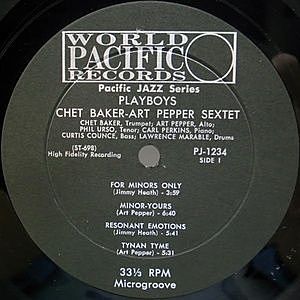 WORLD
PACIFIC
RECORDS
Pacific JAZZ Series
PLAYBOYS
CHET BAKER-ART PEPPER SEXTET
CHET BAKER, Trumpet; ART PEPPER, Alto;
PHIL URSO, Tenor; CARL PERKINS, Piano;
CURTIS COUNCE, Bass; LAWRENCE MARABLE, Drums
(ST-698)
High Fidelity Recording
PJ-1234
SIDE 1
FOR MINORS ONLY
(Jimmy Heath) - 3:59
MINOR-YOURS
(Art Pepper) - 6:40
RESONANT EMOTIONS
(Jimmy Heath) - 5:41
TYNAN TYME
(Art Pepper) - 5:31
33⅓ RPM
Microgroove